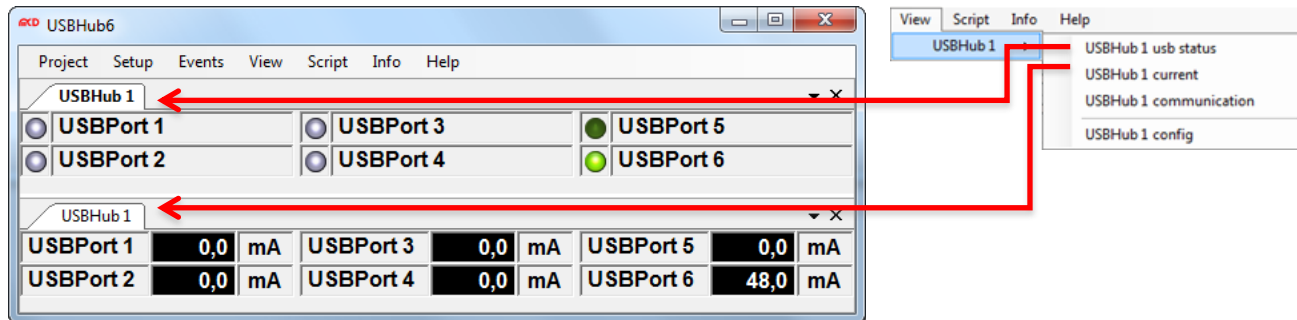 MCD USBHub6
Project Setup Events View Script Info Help
USBHub 1
USBPort 1 USBPort 3 USBPort 5
USBPort 2 USBPort 4 USBPort 6
USBHub 1
USBPort 1 0,0 mA USBPort 3 0,0 mA USBPort 5 0,0 mA
USBPort 2 0,0 mA USBPort 4 0,0 mA USBPort 6 48,0 mA
View Script Info Help
USBHub 1
USBHub 1 usb status
USBHub 1 current
USBHub 1 communication
USBHub 1 config